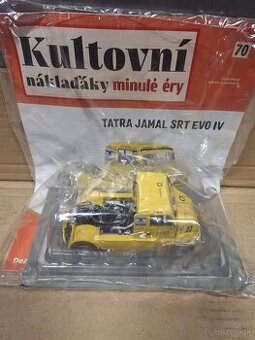 Kultovní
náklaďáky minulé éry
70
TATRA JAMAL SRT EVO IV